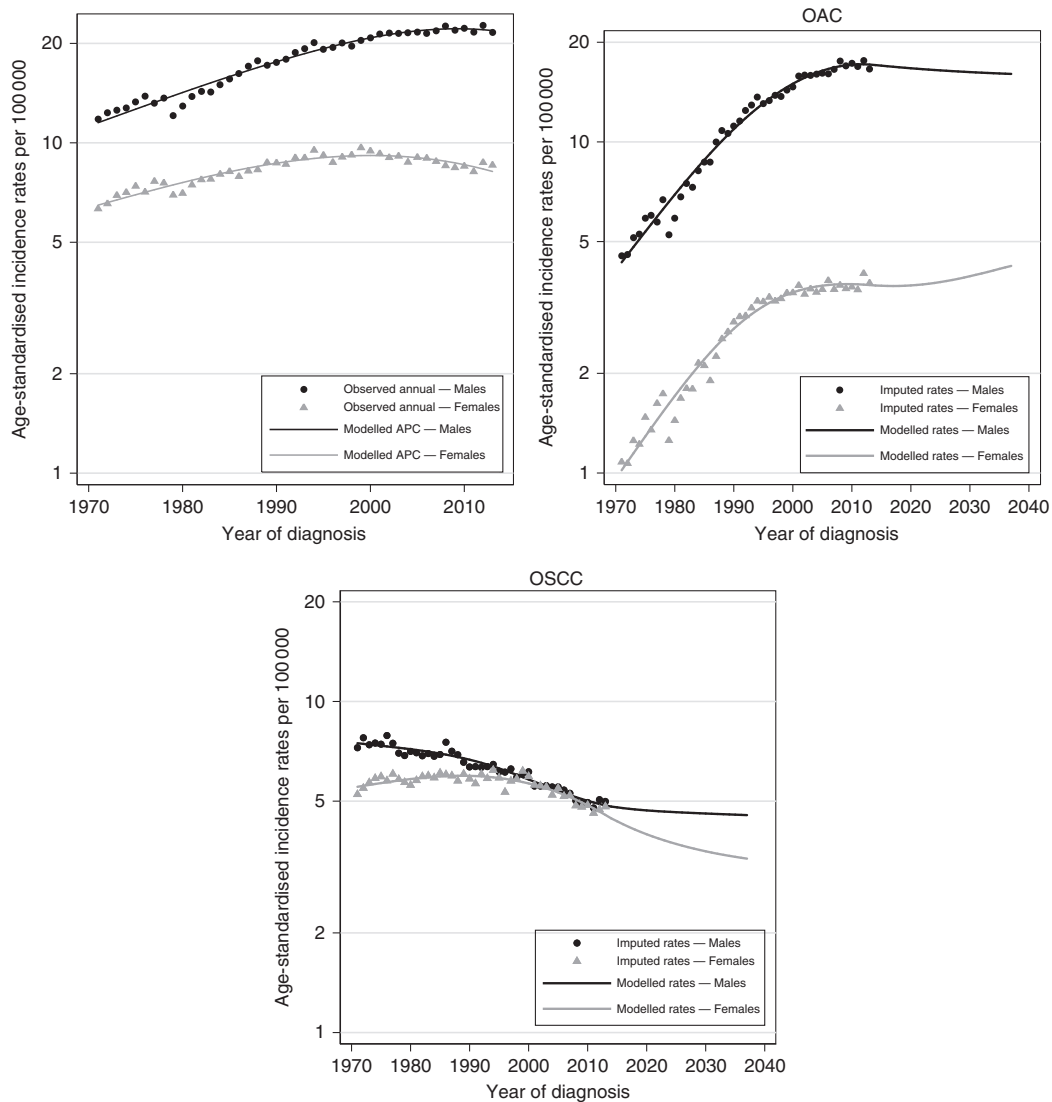 Age-standardised incidence rates per 100 000
20
10
5
2
1
Observed annual — Males
Observed annual — Females
Modelled APC — Males
Modelled APC — Females
1970 1980 1990 2000 2010
Year of diagnosis
OAC
Age-standardised incidence rates per 100 000
20
10
5
2
1
Imputed rates — Males
Imputed rates — Females
Modelled rates — Males
Modelled rates — Females
1970 1980 1990 2000 2010 2020 2030 2040
Year of diagnosis
OSCC
Age-standardised incidence rates per 100 000
20
10
5
2
1
Imputed rates — Males
Imputed rates — Females
Modelled rates — Males
Modelled rates — Females
1970 1980 1990 2000 2010 2020 2030 2040
Year of diagnosis